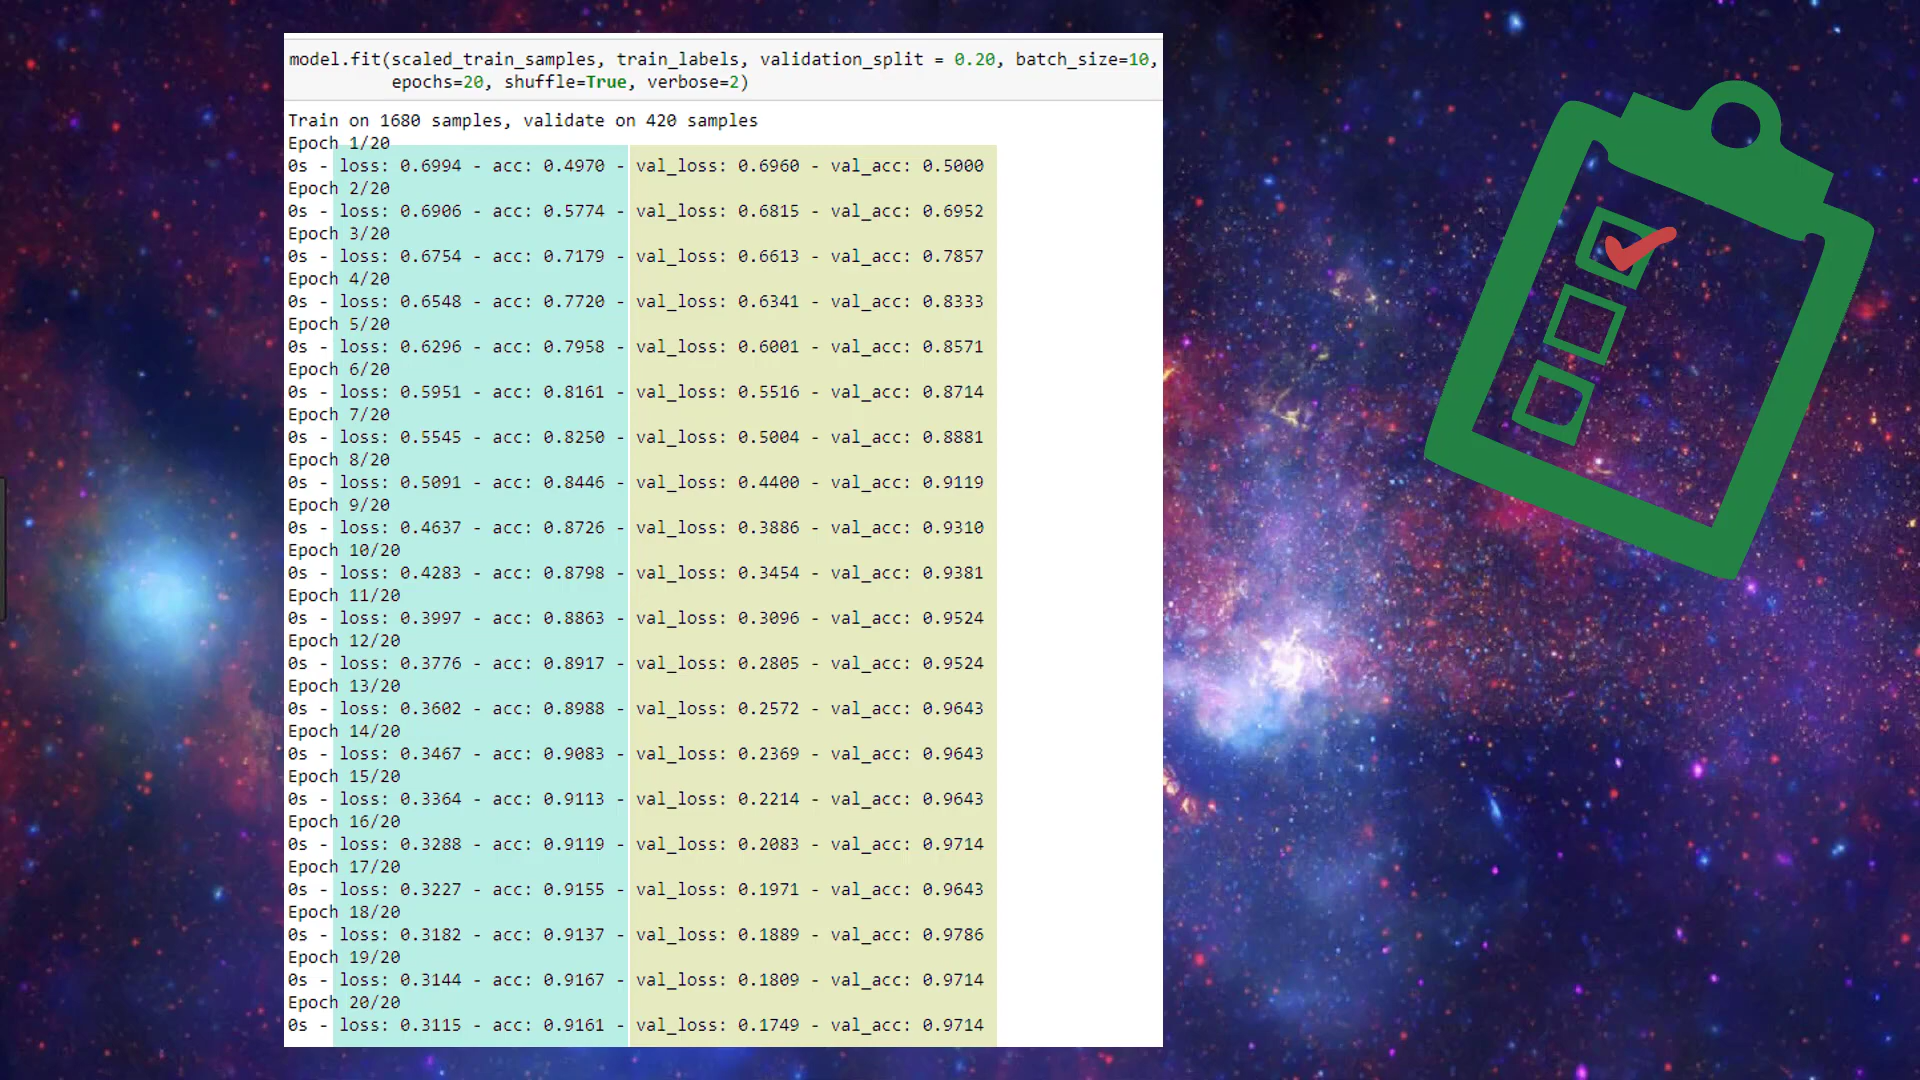 model.fit(scaled_train_samples, train_labels, validation_split = 0.20, batch_size=10,
epochs=20, shuffle=True, verbose=2)
Train on 1680 samples, validate on 420 samples
Epoch 1/20
0s - loss: 0.6994 - acc: 0.4970 - val_loss: 0.6960 - val_acc: 0.5000
Epoch 2/20
0s - loss: 0.6906 - acc: 0.5774 - val_loss: 0.6815 - val_acc: 0.6952
Epoch 3/20
0s - loss: 0.6754 - acc: 0.7179 - val_loss: 0.6613 - val_acc: 0.7857
Epoch 4/20
0s - loss: 0.6548 - acc: 0.7720 - val_loss: 0.6341 - val_acc: 0.8333
Epoch 5/20
0s - loss: 0.6296 - acc: 0.7958 - val_loss: 0.6001 - val_acc: 0.8571
Epoch 6/20
0s - loss: 0.5951 - acc: 0.8161 - val_loss: 0.5516 - val_acc: 0.8714
Epoch 7/20
0s - loss: 0.5545 - acc: 0.8250 - val_loss: 0.5004 - val_acc: 0.8881
Epoch 8/20
0s - loss: 0.5091 - acc: 0.8446 - val_loss: 0.4400 - val_acc: 0.9119
Epoch 9/20
0s - loss: 0.4637 - acc: 0.8726 - val_loss: 0.3886 - val_acc: 0.9310
Epoch 10/20
0s - loss: 0.4283 - acc: 0.8798 - val_loss: 0.3454 - val_acc: 0.9381
Epoch 11/20
0s - loss: 0.3997 - acc: 0.8863 - val_loss: 0.3096 - val_acc: 0.9524
Epoch 12/20
0s - loss: 0.3776 - acc: 0.8917 - val_loss: 0.2805 - val_acc: 0.9524
Epoch 13/20
0s - loss: 0.3602 - acc: 0.8988 - val_loss: 0.2572 - val_acc: 0.9643
Epoch 14/20
0s - loss: 0.3467 - acc: 0.9083 - val_loss: 0.2369 - val_acc: 0.9643
Epoch 15/20
0s - loss: 0.3364 - acc: 0.9113 - val_loss: 0.2214 - val_acc: 0.9643
Epoch 16/20
0s - loss: 0.3288 - acc: 0.9119 - val_loss: 0.2083 - val_acc: 0.9714
Epoch 17/20
0s - loss: 0.3227 - acc: 0.9155 - val_loss: 0.1971 - val_acc: 0.9643
Epoch 18/20
0s - loss: 0.3182 - acc: 0.9137 - val_loss: 0.1889 - val_acc: 0.9786
Epoch 19/20
0s - loss: 0.3144 - acc: 0.9167 - val_loss: 0.1809 - val_acc: 0.9714
Epoch 20/20
0s - loss: 0.3115 - acc: 0.9161 - val_loss: 0.1749 - val_acc: 0.9714